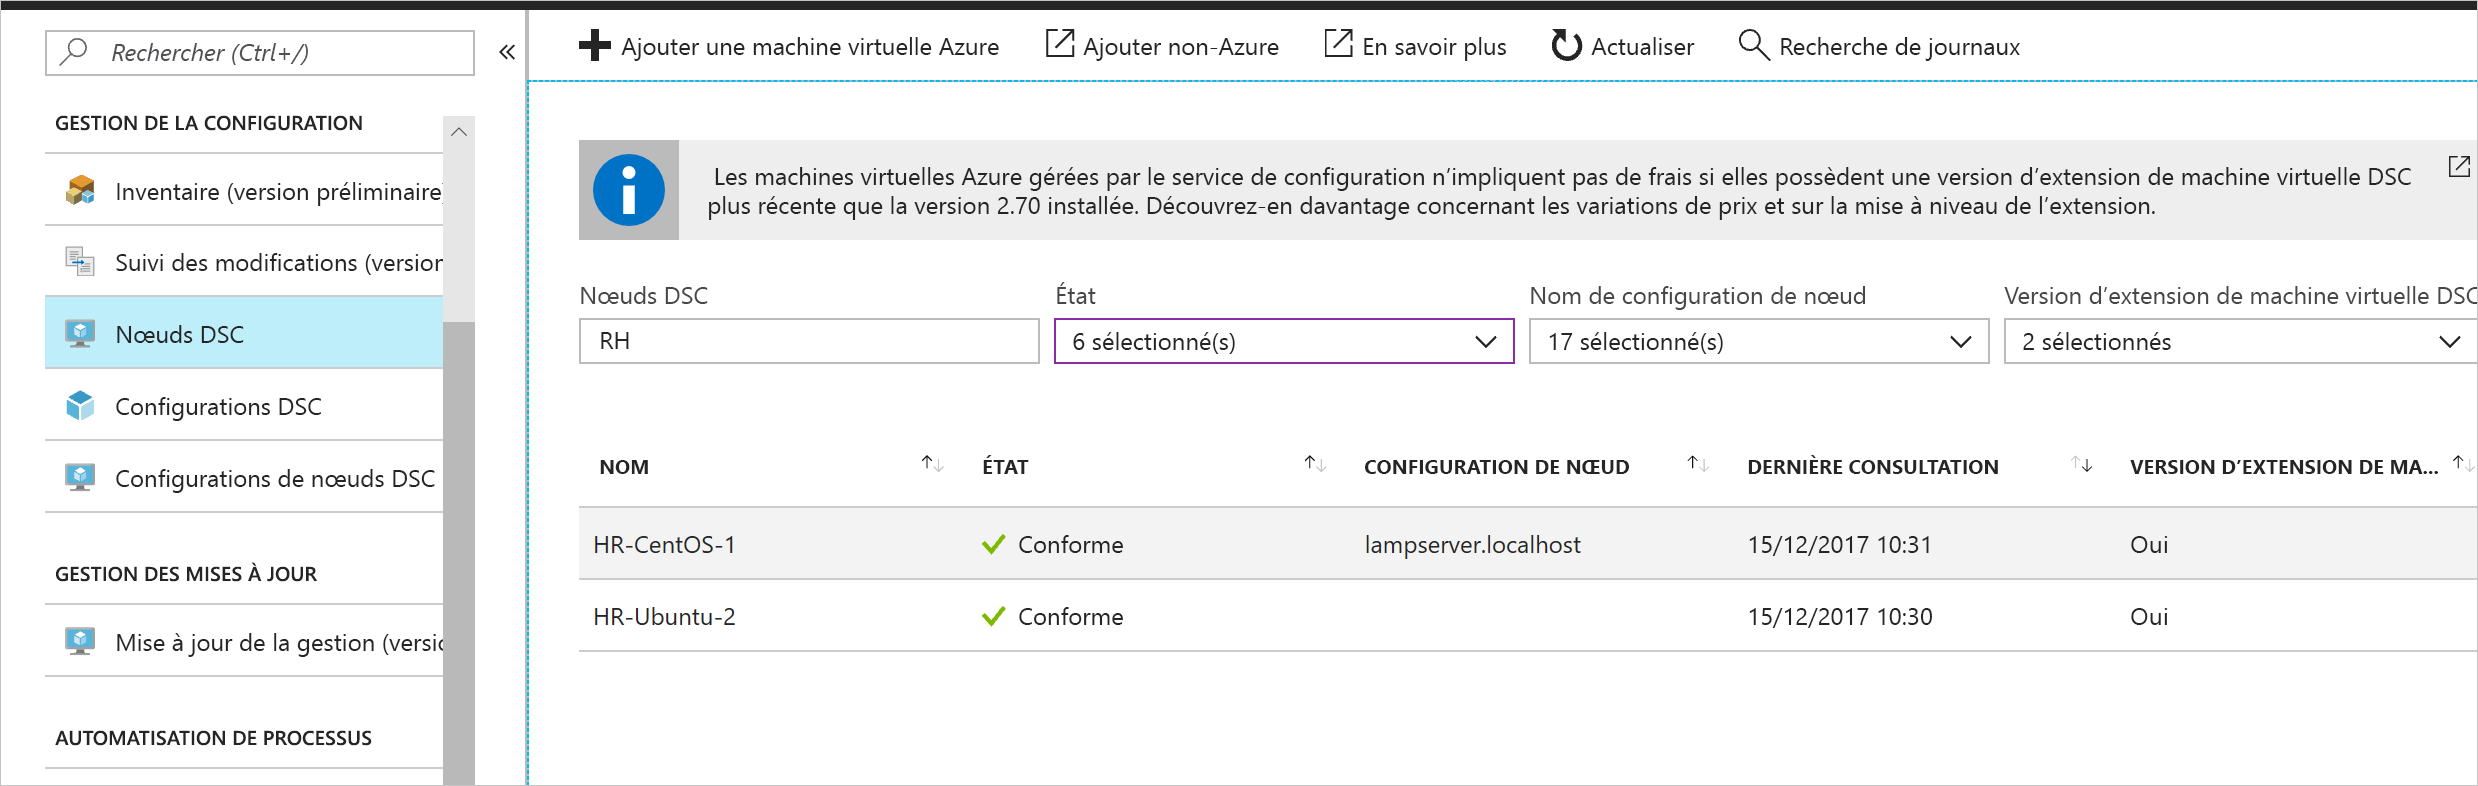 Rechercher (Ctrl+/)
«
GESTION DE LA CONFIGURATION
Inventaire (version préliminaire)
Suivi des modifications (version
Nœuds DSC
Configurations DSC
Configurations de nœuds DSC
GESTION DES MISES À JOUR
Mise à jour de la gestion (versio
AUTOMATISATION DE PROCESSUS
Ajouter une machine virtuelle Azure
Ajouter non-Azure
En savoir plus
Actualiser
Recherche de journaux
Les machines virtuelles Azure gérées par le service de configuration n’impliquent pas de frais si elles possèdent une version d’extension de machine virtuelle DSC
plus récente que la version 2.70 installée. Découvrez-en davantage concernant les variations de prix et sur la mise à niveau de l’extension.
Nœuds DSC
État
Nom de configuration de nœud
Version d’extension de machine virtuelle DSC
RH
6 sélectionné(s)
17 sélectionné(s)
2 sélectionnés
NOM
ÉTAT
CONFIGURATION DE NŒUD
DERNIÈRE CONSULTATION
VERSION D’EXTENSION DE MA...
HR-CentOS-1
Conforme
lampserver.localhost
15/12/2017 10:31
Oui
HR-Ubuntu-2
Conforme
15/12/2017 10:30
Oui